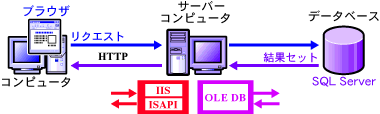 ブラウザ
リクエスト
HTTP
コンピュータ
サーバー
コンピュータ
データベース
結果セット
SQL Server
IIS
ISAPI
OLE DB